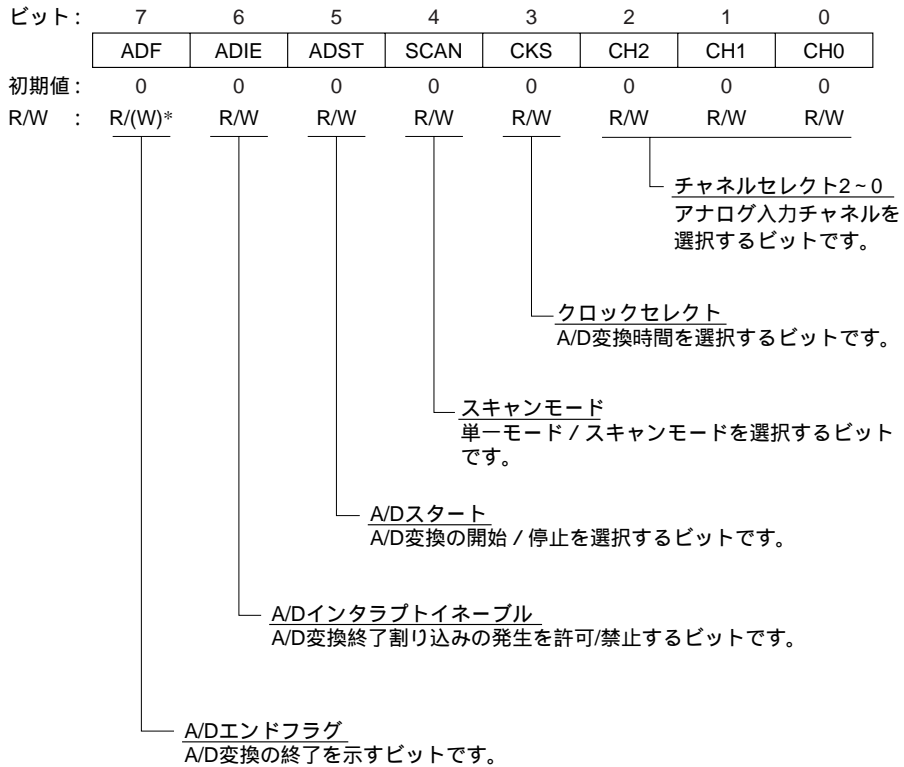 ビット： 7 6 5 4 3 2 1 0
ADF ADIE ADST SCAN CKS CH2 CH1 CH0
初期値： 0 0 0 0 0 0 0 0
R/W ： R/(W)* R/W R/W R/W R/W R/W R/W R/W
チャネルセレクト2~0
アナログ入力チャネルを
選択するビットです。
クロックセレクト
A/D変換時間を選択するビットです。
スキャンモード
単一モード / スキャンモードを選択するビット
です。
A/Dスタート
A/D変換の開始 / 停止を選択するビットです。
A/Dインタラプトイネーブル
A/D変換終了割り込みの発生を許可/禁止するビットです。
A/Dエンドフラグ
A/D変換の終了を示すビットです。